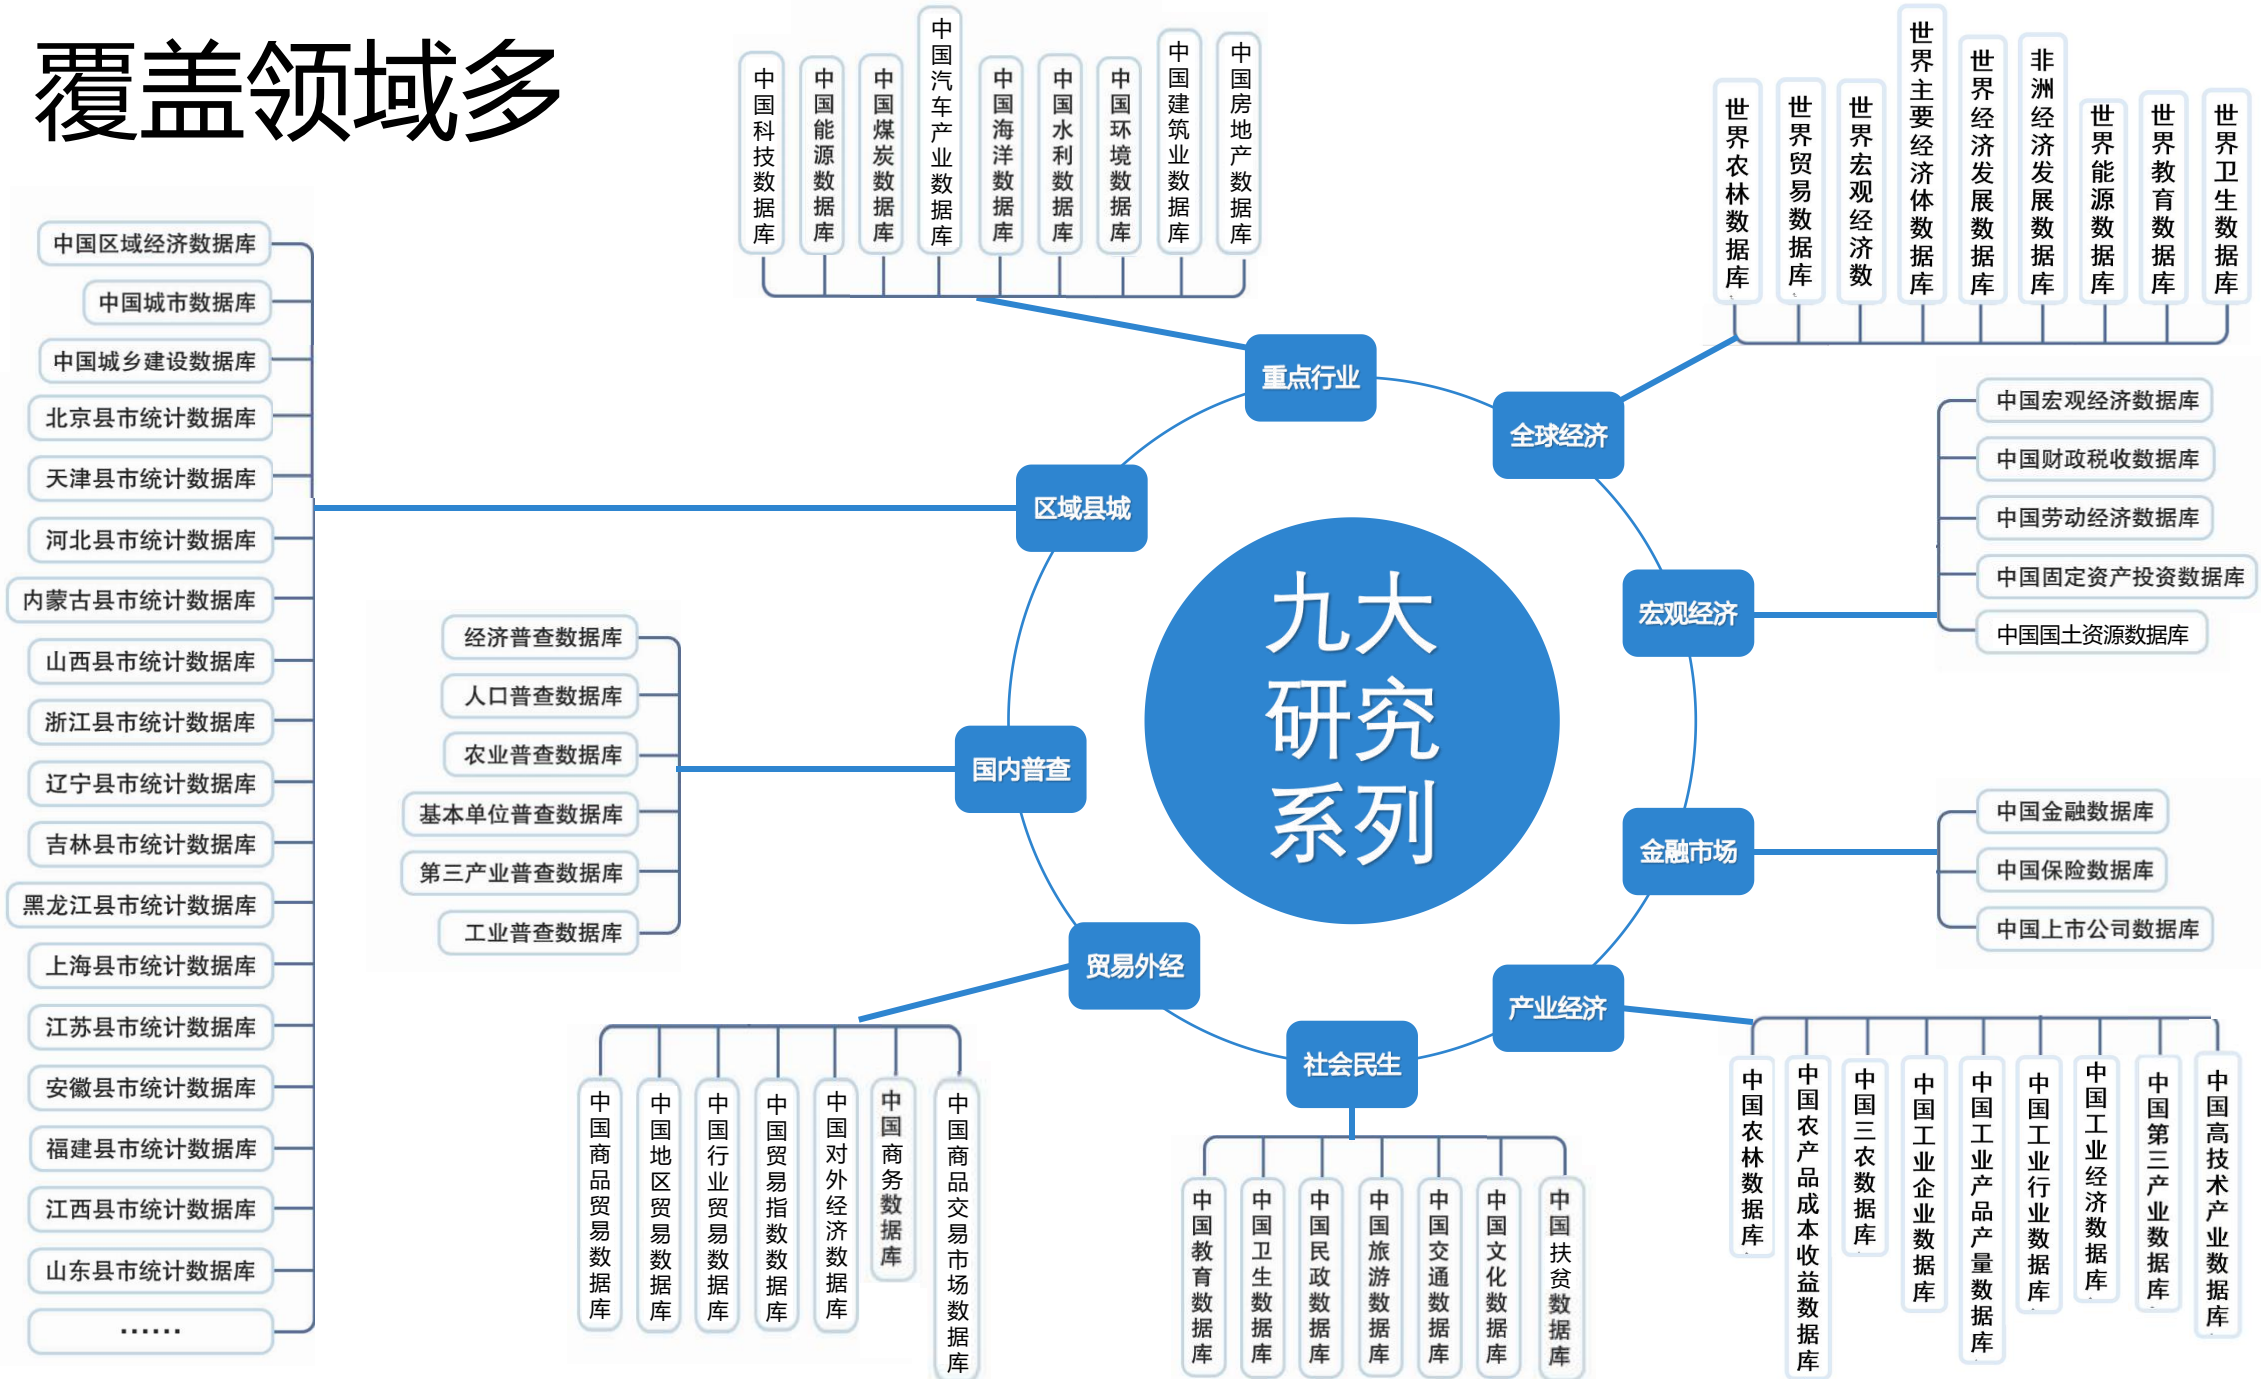 覆盖领域多
中国科技数据库
中国能源数据库
中国煤炭数据库
中国汽车产业数据库
中国海洋数据库
中国水利数据库
中国环境数据库
中国建筑业数据库
中国房地产数据库
世界农林数据库
世界贸易数据库
世界宏观经济数
世界主要经济体数据库
世界经济发展数据库
非洲经济发展数据库
世界能源数据库
世界教育数据库
世界卫生数据库
中国区域经济数据库
中国城市数据库
中国城乡建设数据库
北京县市统计数据库
天津县市统计数据库
河北县市统计数据库
内蒙古县市统计数据库
山西县市统计数据库
浙江县市统计数据库
辽宁县市统计数据库
吉林县市统计数据库
黑龙江县市统计数据库
上海县市统计数据库
江苏县市统计数据库
安徽县市统计数据库
福建县市统计数据库
江西县市统计数据库
山东县市统计数据库
......
经济普查数据库
人口普查数据库
农业普查数据库
基本单位普查数据库
第三产业普查数据库
工业普查数据库
重点行业
全球经济
区域县城
宏观经济
国内普查
金融市场
贸易外经
产业经济
社会民生
九大
研究
系列
中国宏观经济数据库
中国财政税收数据库
中国劳动经济数据库
中国固定资产投资数据库
中国国土资源数据库
中国金融数据库
中国保险数据库
中国上市公司数据库
中国商品贸易数据库
中国地区贸易数据库
中国行业贸易数据库
中国贸易指数数据库
中国对外经济数据库
中国商务数据库
中国商品交易市场数据库
中国教育数据库
中国卫生数据库
中国民政数据库
中国旅游数据库
中国交通数据库
中国文化数据库
中国扶贫数据库
中国农林数据库
中国农产品成本收益数据库
中国三农数据库
中国工业企业数据库
中国工业产品产量数据库
中国工业行业数据库
中国工业经济数据库
中国第三产业数据库
中国高技术产业数据库